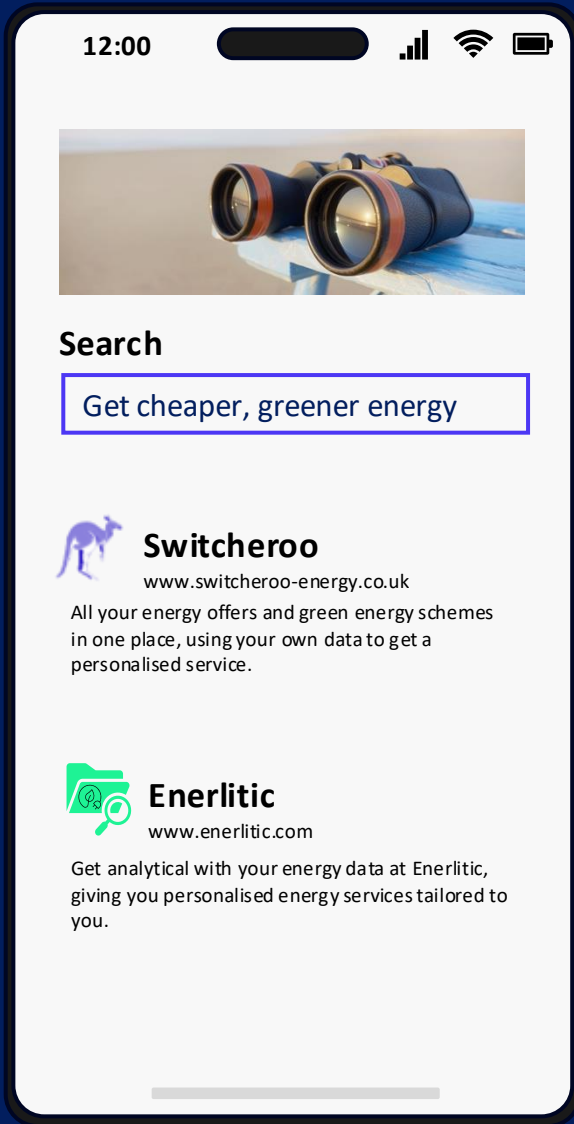 12:00
Search
Get cheaper, greener energy
Switcheroo
www.switcheroo-energy.co.uk
All your energy offers and green energy schemes
in one place, using your own data to get a
personalised service.
Enerlitic
www.enerlitic.com
Get analytical with your energy data at Enerlitic,
giving you personalised energy services tailored to
you.